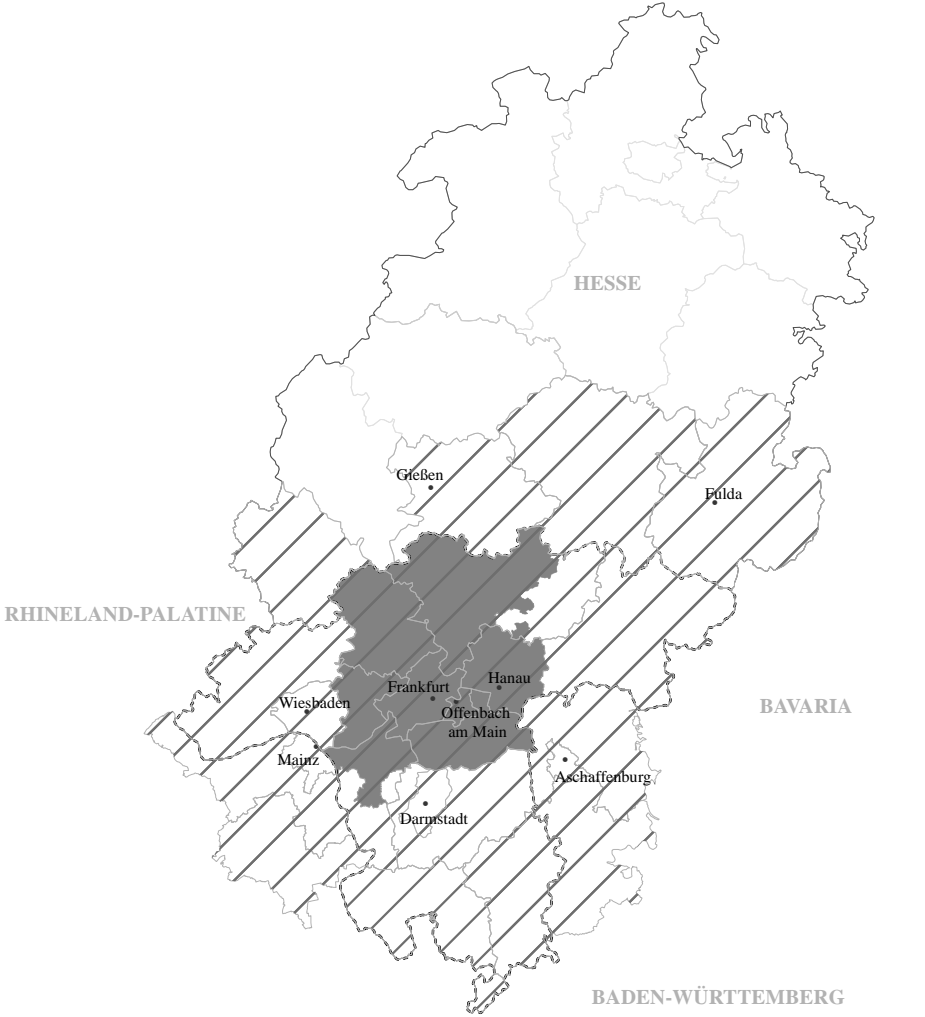 HESSE
Gießen
Fulda
RHINELAND-PALATINE
Hanau
Frankfurt
Wiesbaden
BAVARIA
Offenbach
am Main
Mainz
Aschaffenburg
Darmstadt
BADEN-WÜRTTEMBERG